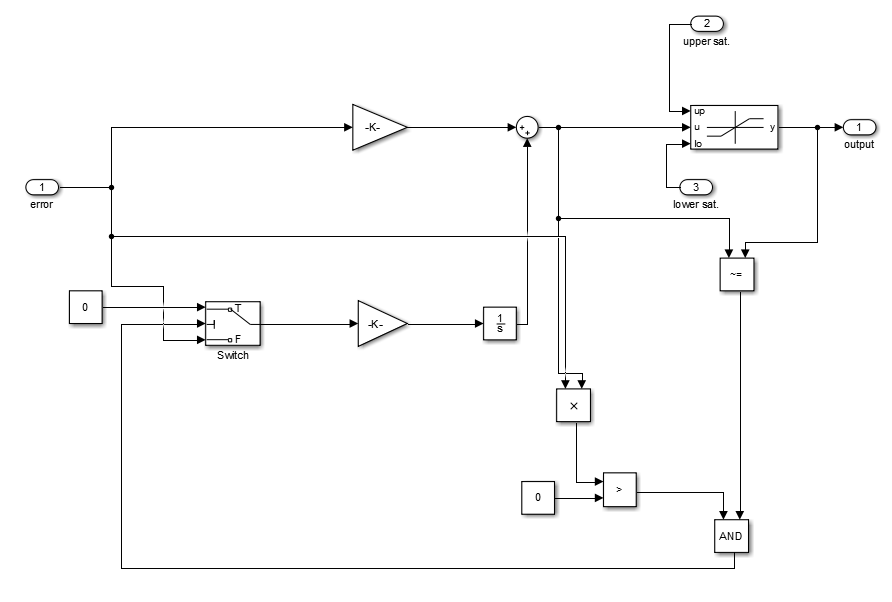 2
upper sat.
-K-
+
+
up
u
lo
y
1
output
1
error
3
lower sat.
~=
0
T
F
Switch
-K-
1
s
×
0
>
AND